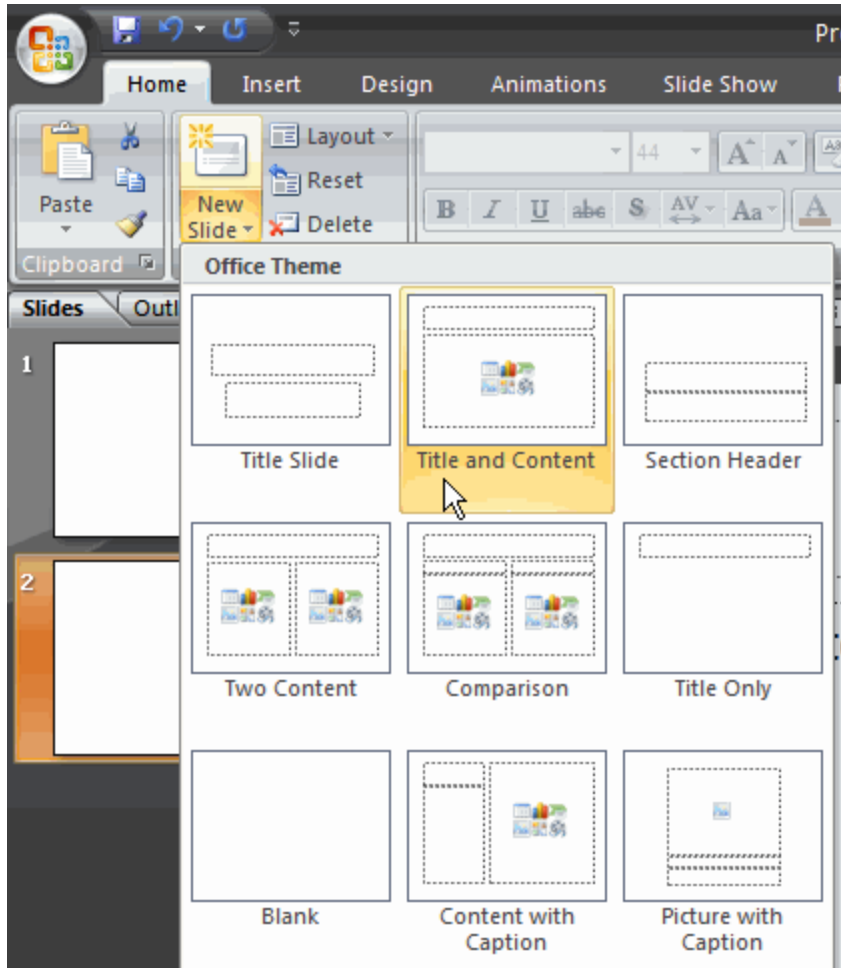 Pr
Home Insert Design Animations Slide Show
Layout
44 A A Aa
Reset
Paste New Slide
B I U abc S AV Aa A
Delete
Clipboard
Office Theme
Slides Outl
1
Title Slide Title and Content Section Header
2
Two Content Comparison Title Only
Blank Content with Caption Picture with Caption